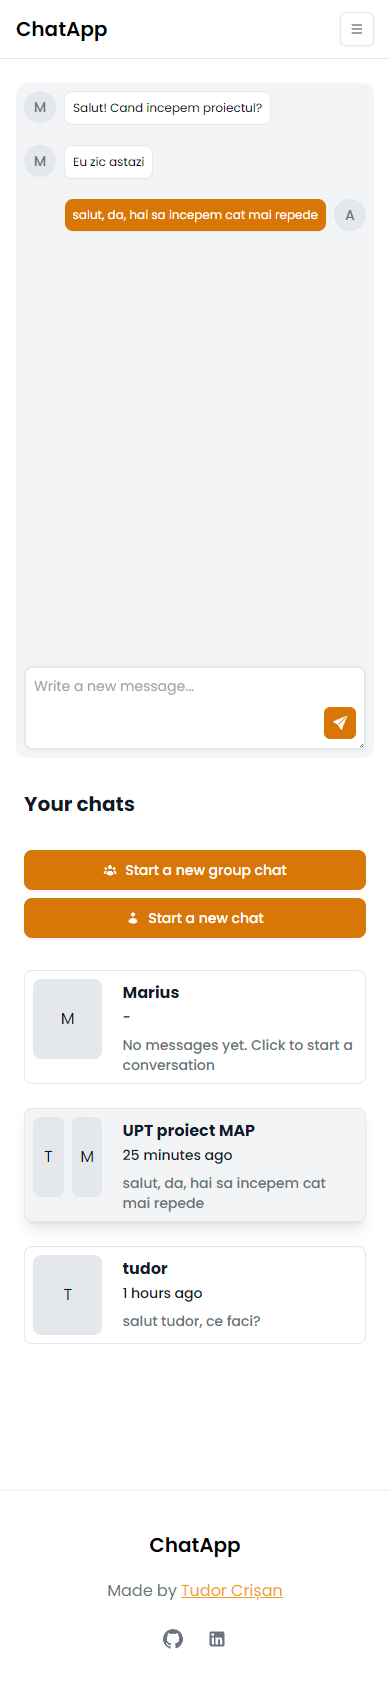 ChatApp
M
Salut! Cand incepem proiectul?
M
Eu zic astazi
salut, da, hai sa incepem cat mai repede
A
Write a new message...
Your chats
Start a new group chat
Start a new chat
M
Marius
-
No messages yet. Click to start a
conversation
T
M
UPT proiect MAP
25 minutes ago
salut, da, hai sa incepem cat
mai repede
T
tudor
1 hours ago
salut tudor, ce faci?
ChatApp
Made by Tudor Crișan